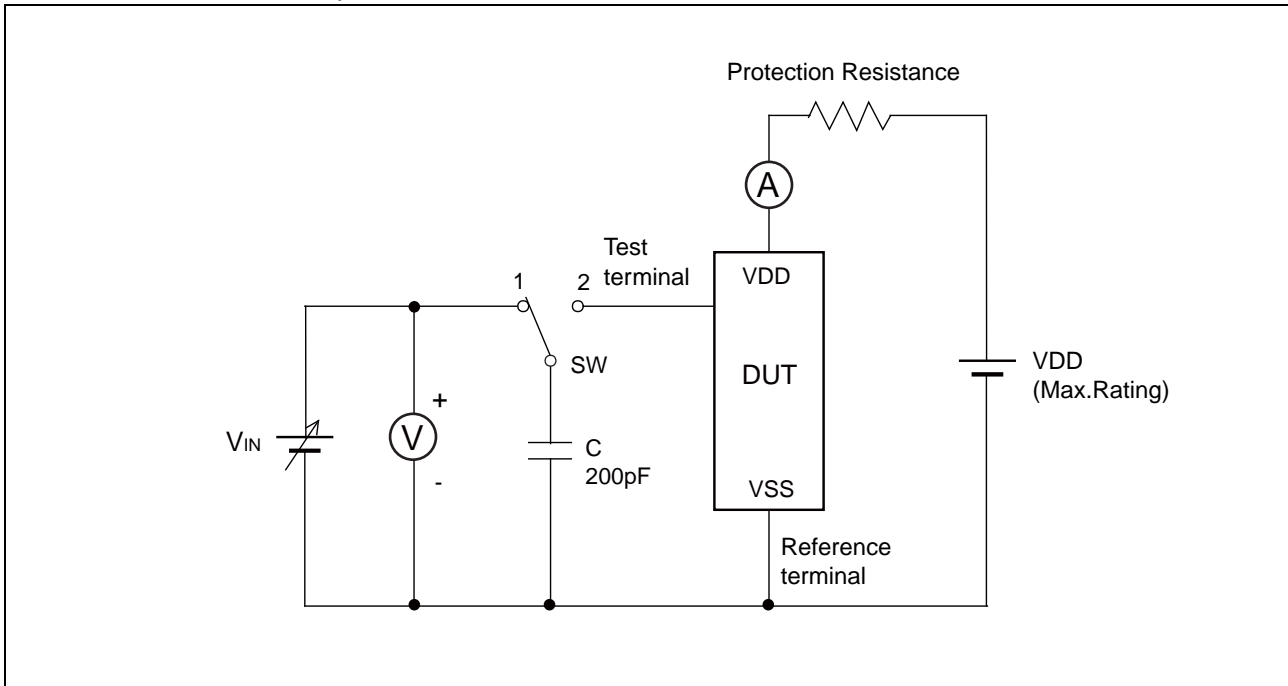 Protection Resistance
A
Test
terminal
1
2
VDD
SW
DUT
VDD
(Max.Rating)
+
VIN
V
C
200pF
-
VSS
Reference
terminal